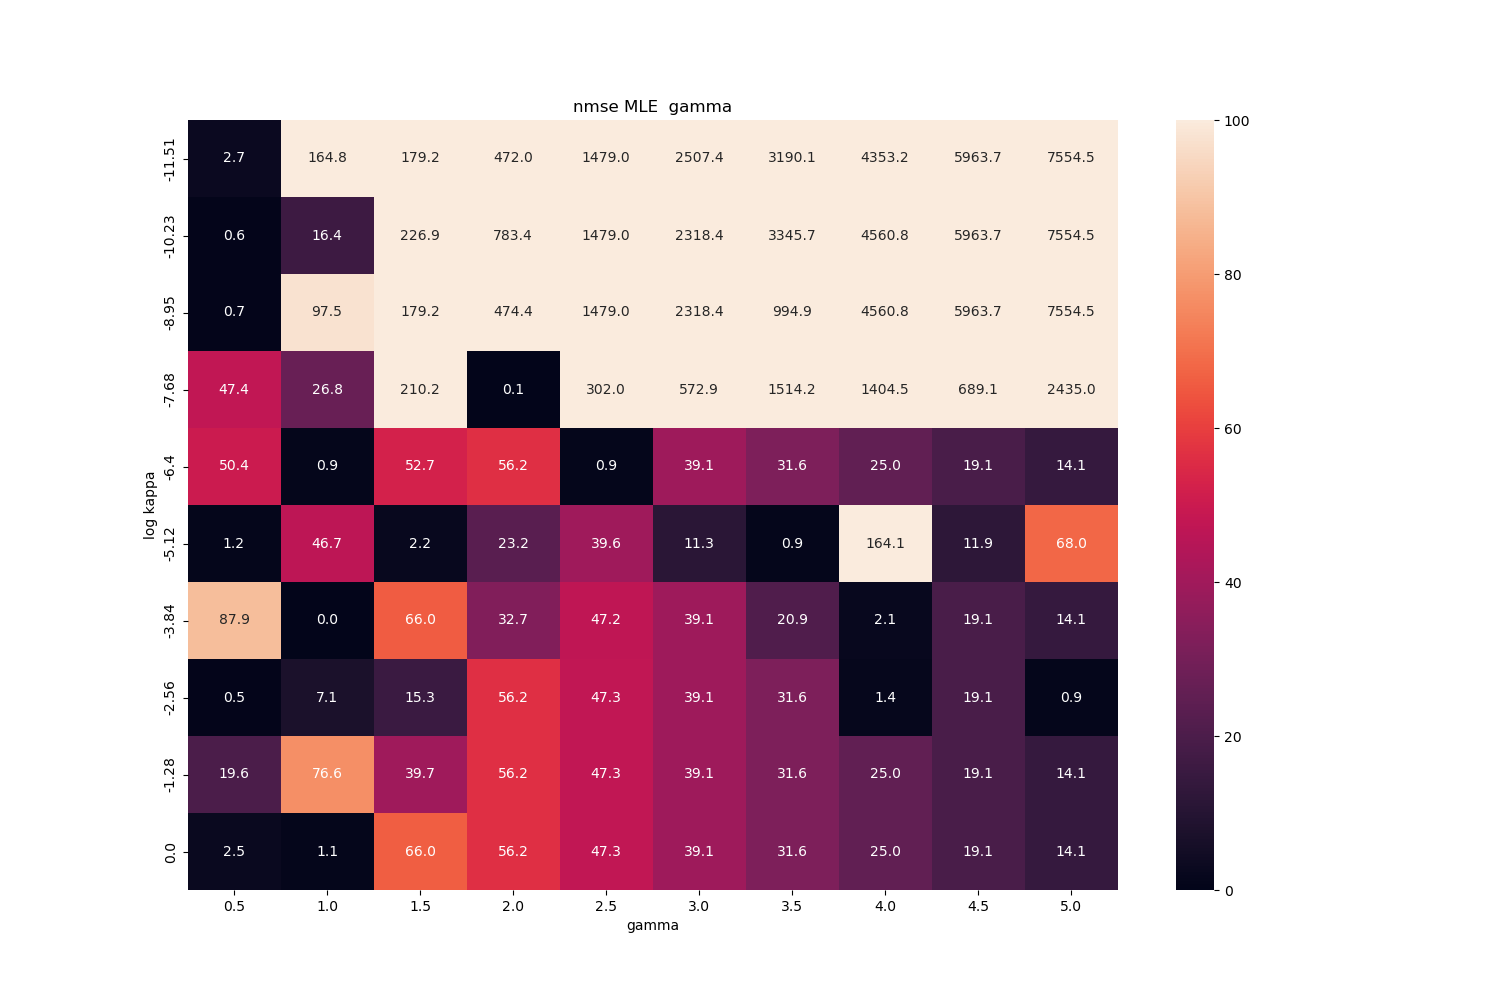 nmse MLE  gamma
-11.51 2.7 164.8 179.2 472.0 1479.0 2507.4 3190.1 4353.2 5963.7 7554.5 100
-10.23 0.6 16.4 226.9 783.4 1479.0 2318.4 3345.7 4560.8 5963.7 7554.5
80
-8.95 0.7 97.5 179.2 474.4 1479.0 2318.4 994.9 4560.8 5963.7 7554.5
-7.68 47.4 26.8 210.2 0.1 302.0 572.9 1514.2 1404.5 689.1 2435.0
60
-6.4 50.4 0.9 52.7 56.2 0.9 39.1 31.6 25.0 19.1 14.1
log kappa
-5.12 1.2 46.7 2.2 23.2 39.6 11.3 0.9 164.1 11.9 68.0
40
-3.84 87.9 0.0 66.0 32.7 47.2 39.1 20.9 2.1 19.1 14.1
-2.56 0.5 7.1 15.3 56.2 47.3 39.1 31.6 1.4 19.1 0.9
20
-1.28 19.6 76.6 39.7 56.2 47.3 39.1 31.6 25.0 19.1 14.1
0.0 2.5 1.1 66.0 56.2 47.3 39.1 31.6 25.0 19.1 14.1
0
0.5 1.0 1.5 2.0 2.5 3.0 3.5 4.0 4.5 5.0
gamma